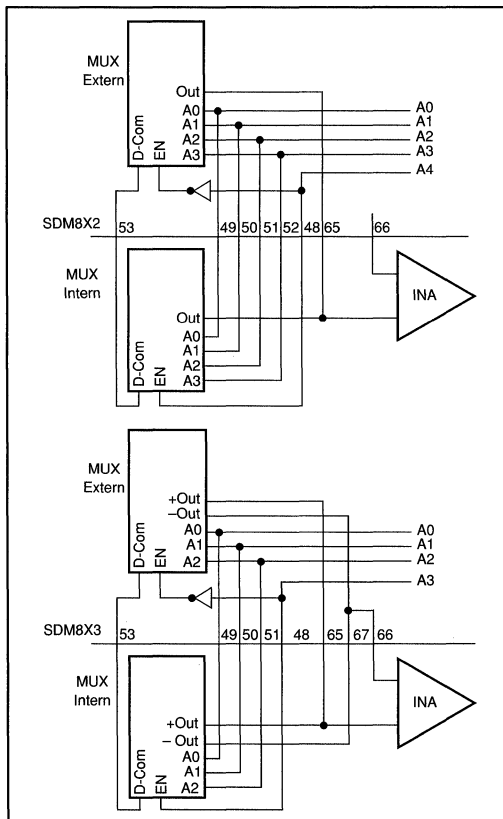 MUX
Extern
D-Com
EN
Out
A0
A1
A2
A3
A0
A1
A2
A3
A4
SDM8X2
53 49 50 51 52 48 65 66
MUX
Intern
D-Com
EN
Out
A0
A1
A2
A3
INA
MUX
Extern
D-Com
EN
+Out
–Out
A0
A1
A2
A0
A1
A2
A3
SDM8X3
53 49 50 51 48 65 67 66
MUX
Intern
D-Com
EN
+Out
– Out
A0
A1
A2
INA